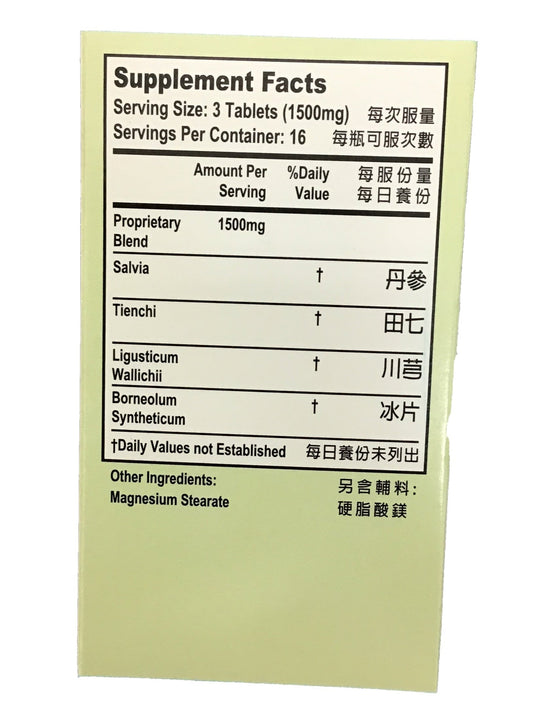 Supplement Facts
Serving Size: 3 Tablets (1500mg) 每次服量
Servings Per Container: 16 每瓶可服次數
Amount Per %Daily 每服份量
Serving Value 每日養份
Proprietary 1500mg
Blend
Salvia † 丹參
Tienchi † 田七
Ligusticum † 川芎
Wallichii
Borneolum † 冰片
Syntheticum
†Daily Values not Established 每日養份未列出
Other Ingredients: 另含輔料:
Magnesium Stearate 硬脂酸鎂